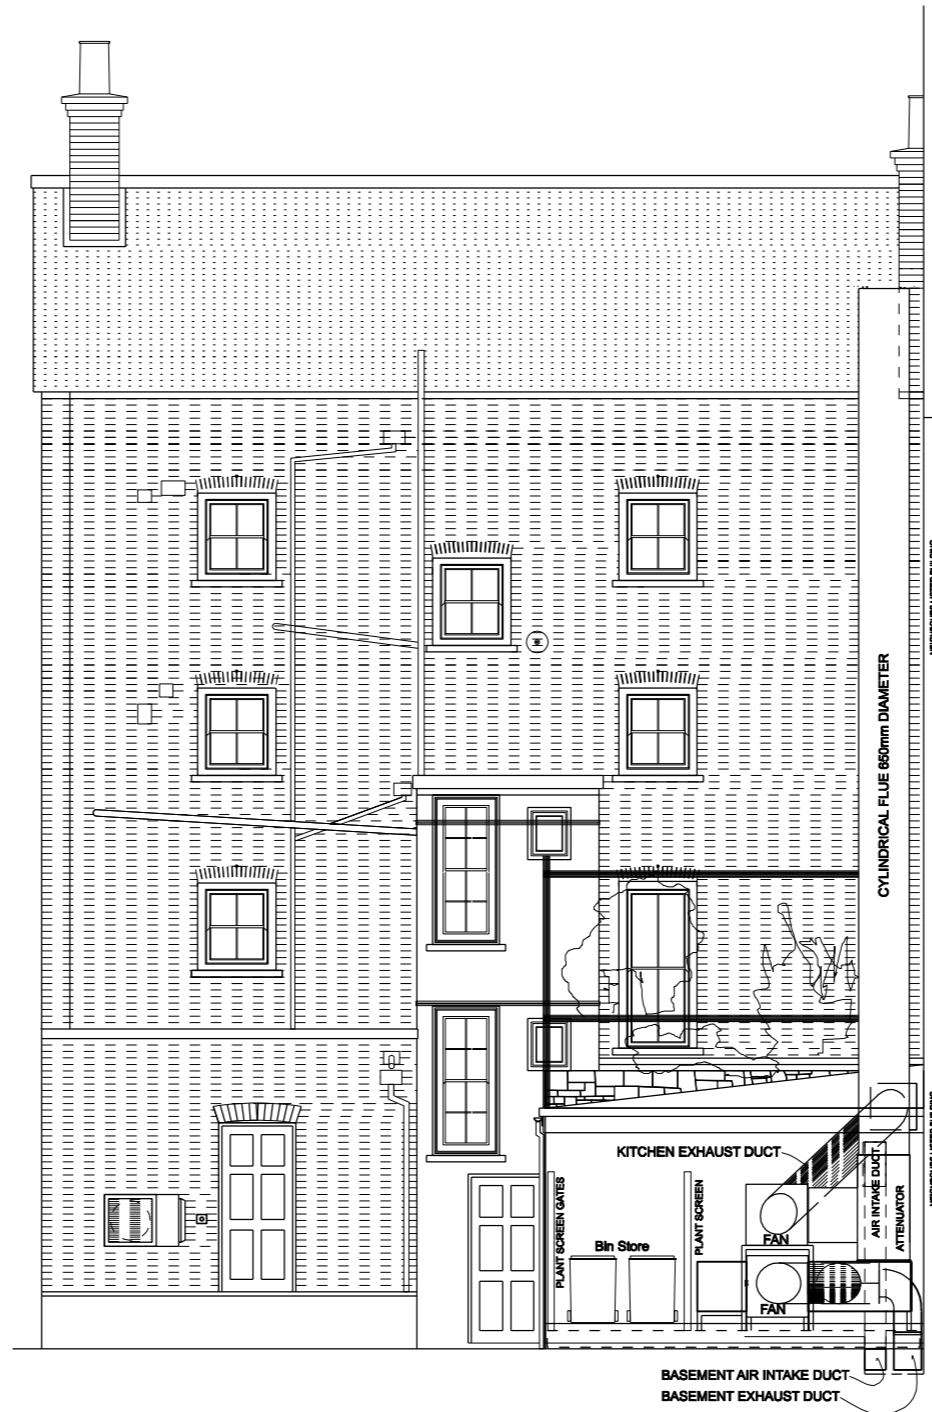 CYLINDRICAL FLUE 650mm DIAMETER
KITCHEN EXHAUST DUCT
AIR INTAKE DUCT
ATTENUATOR
PLANT SCREEN GATES
PLANT SCREEN
Bin Store
FAN
FAN
BASEMENT AIR INTAKE DUCT
BASEMENT EXHAUST DUCT